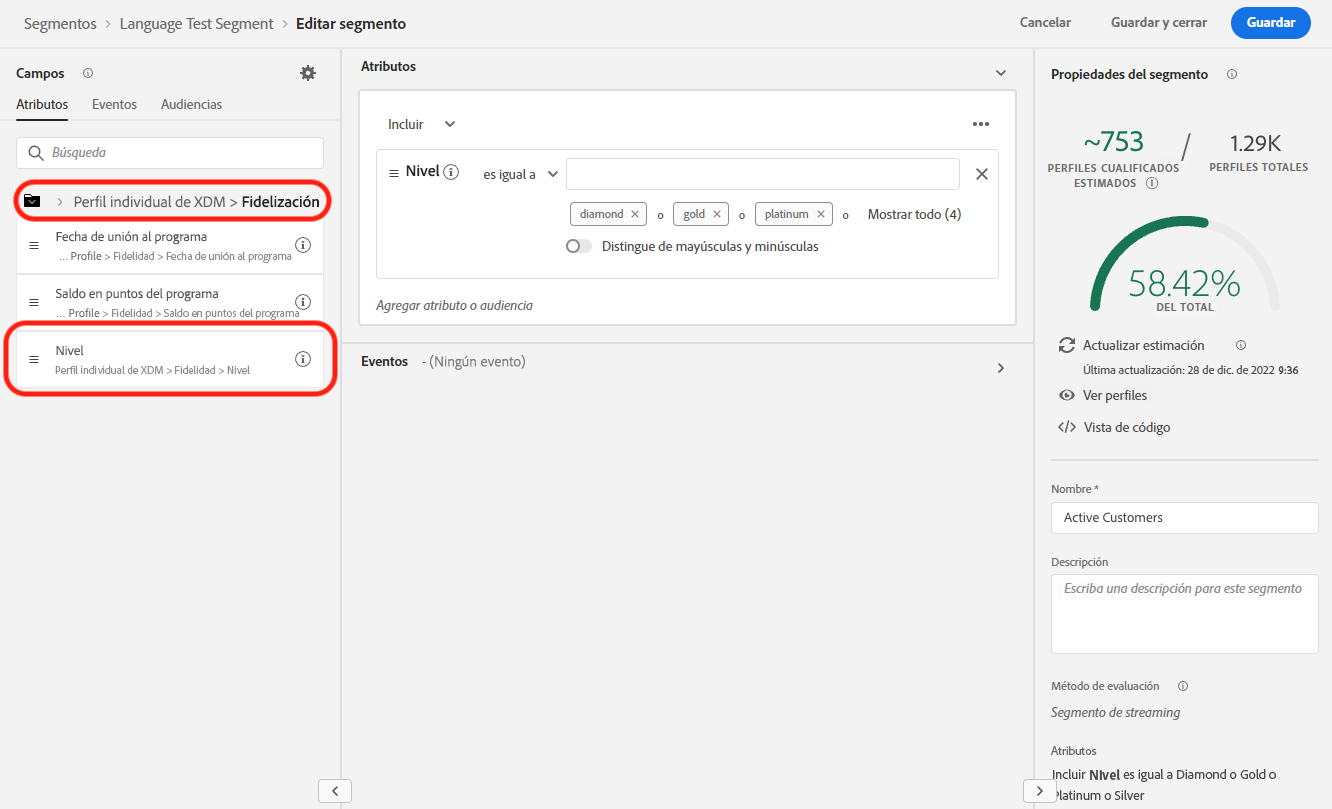 Segmentos > Language Test Segment > Editar segmento
Cancelar
Guardar y cerrar
Guardar
Campos
Atributos
Eventos
Audiencias
Búsqueda
> Perfil individual de XDM > Fidelización
Fecha de unión al programa
... Profile > Fidelidad > Fecha de unión al programa
Saldo en puntos del programa
... Profile > Fidelidad > Saldo en puntos del programa
Nivel
Perfil individual de XDM > Fidelidad > Nivel
Atributos
Incluir
Nivel
es igual a
diamond
o
gold
o
platinum
o
Mostrar todo (4)
Distingue de mayúsculas y minúsculas
Agregar atributo o audiencia
Eventos - (Ningún evento)
Propiedades del segmento
~753
PERFILES CUALIFICADOS
ESTIMADOS
/
1.29K
PERFILES TOTALES
58.42%
DEL TOTAL
Actualizar estimación
Última actualización: 28 de dic. de 2022 9:36
Ver perfiles
</> Vista de código
Nombre *
Active Customers
Descripción
Escriba una descripción para este segmento
Método de evaluación
Segmento de streaming
Atributos
Incluir NIvel es igual a Diamond o Gold o
Platinum o Silver